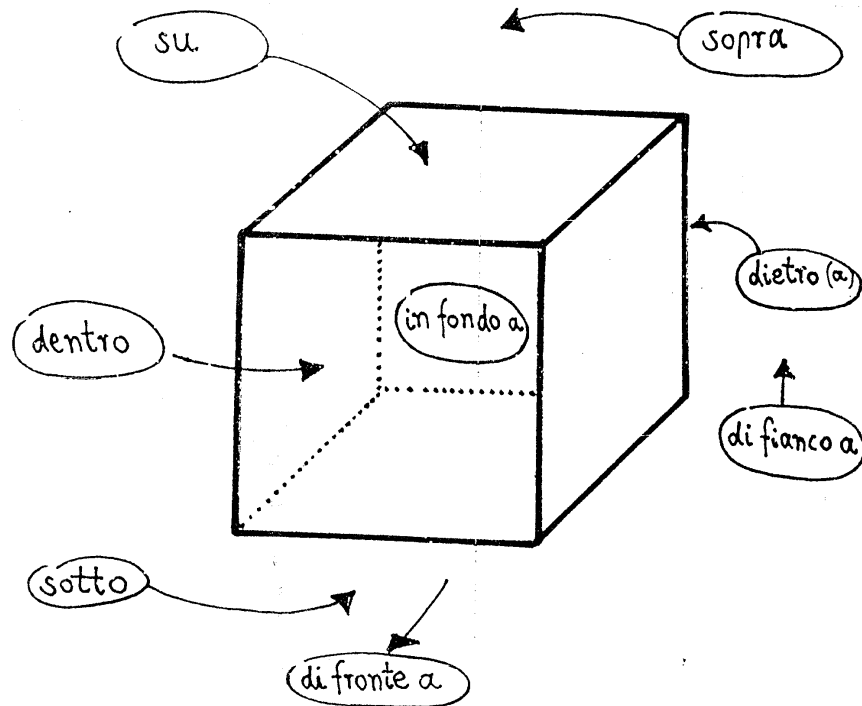 su.
sopra
dietro (a)
in fondo a
dentro
di fianco a
sotto
di fronte a